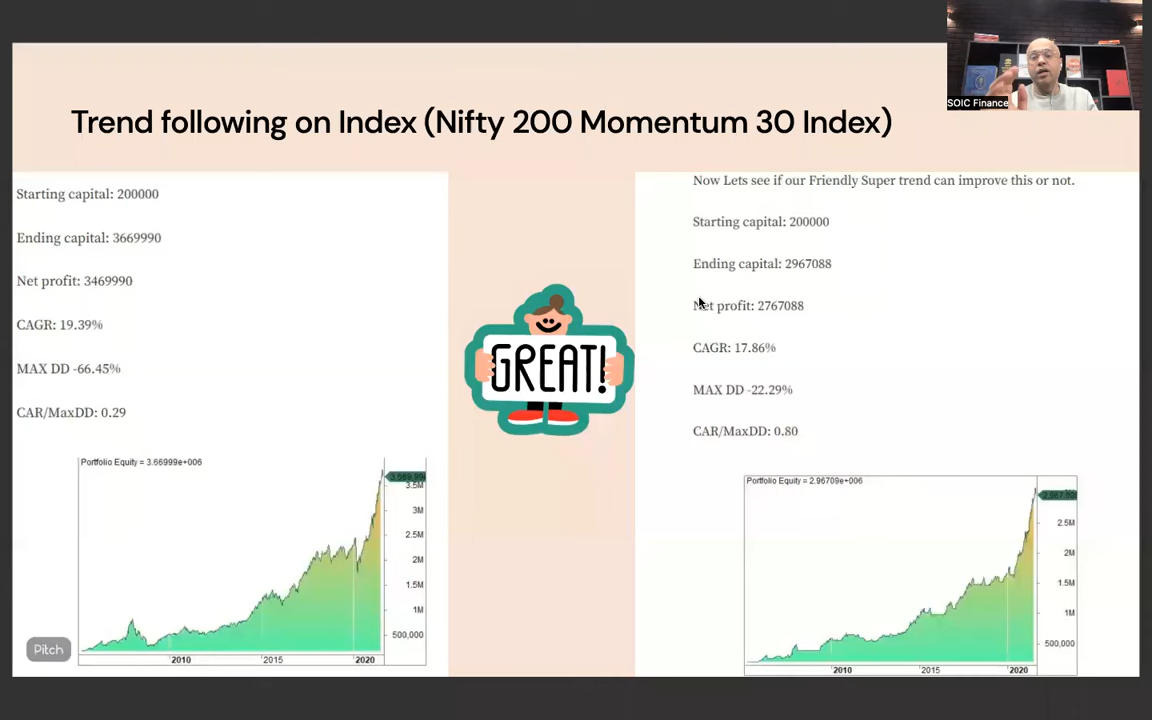 SOIC Finance
Trend following on Index (Nifty 200 Momentum 30 Index)
Starting capital: 200000
Ending capital: 3669990
Net profit: 3469990
CAGR: 19.39%
MAX DD -66.45%
CAR/MaxDD: 0.29
Portfolio Equity = 3.66999e+006
3.5M
3M
2.5M
2M
1.5M
1M
500,000
2010 2015 2020
Pitch
GREAT!
Now Lets see if our Friendly Super trend can improve this or not.
Starting capital: 200000
Ending capital: 2967088
Net profit: 2767088
CAGR: 17.86%
MAX DD -22.29%
CAR/MaxDD: 0.80
Portfolio Equity = 2.96709e+006
2.5M
2M
1.5M
1M
500,000
2010 2015 2020